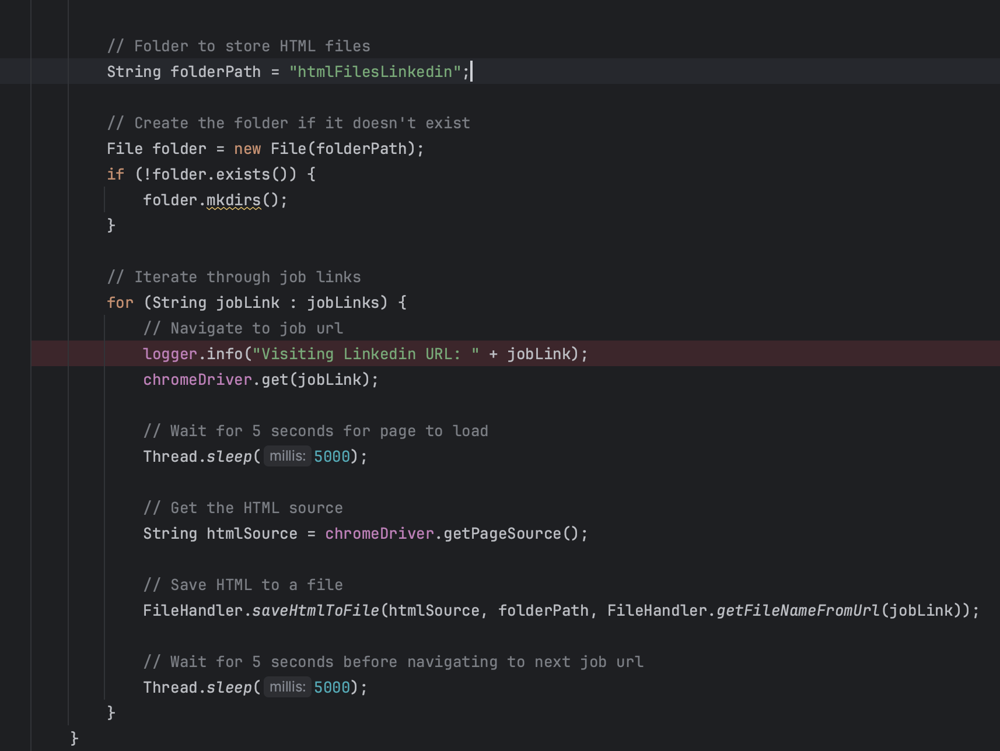 // Folder to store HTML files
String folderPath = "htmlFilesLinkedin";
// Create the folder if it doesn't exist
File folder = new File(folderPath);
if (!folder.exists()) {
folder.mkdirs();
}
// Iterate through job links
for (String jobLink : jobLinks) {
// Navigate to job url
logger.info("Visiting Linkedin URL: " + jobLink);
chromeDriver.get(jobLink);
// Wait for 5 seconds for page to load
Thread.sleep( millis: 5000);
// Get the HTML source
String htmlSource = chromeDriver.getPageSource();
// Save HTML to a file
FileHandler.saveHtmlToFile(htmlSource, folderPath, FileHandler.getFileNameFromUrl(jobLink));
// Wait for 5 seconds before navigating to next job url
Thread.sleep( millis: 5000);
}
}